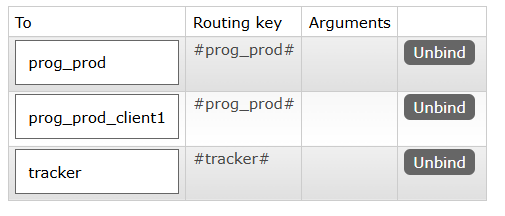 To Routing key Arguments
prog_prod #prog_prod# Unbind
prog_prod_client1 #prog_prod# Unbind
tracker #tracker# Unbind